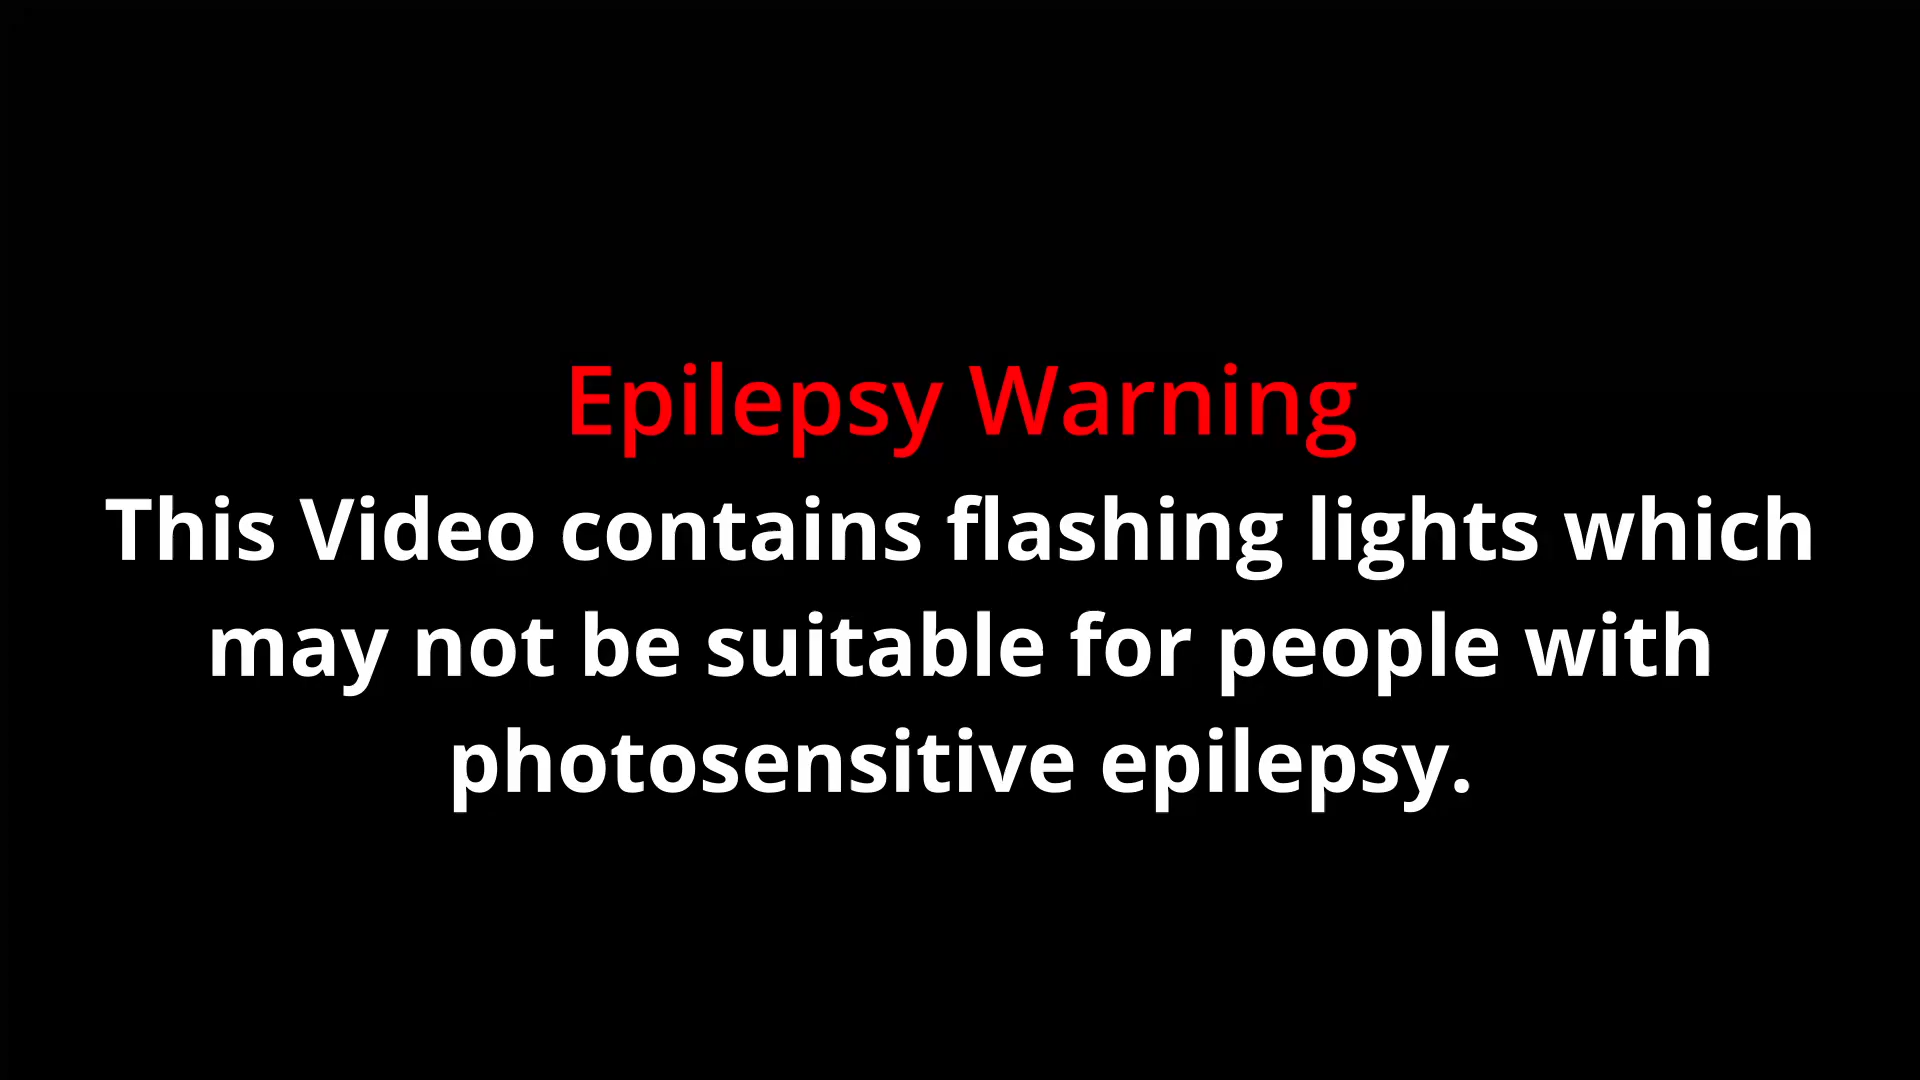 Epilepsy Warning
This Video contains flashing lights which
may not be suitable for people with
photosensitive epilepsy.